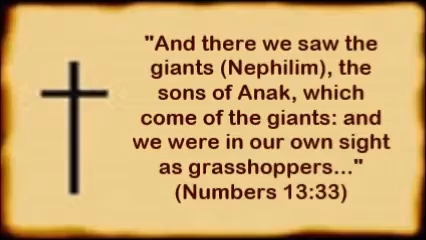 "And there we saw the
giants (Nephilim), the
sons of Anak, which
come of the giants: and
we were in our own sight
as grasshoppers..."
(Numbers 13:33)